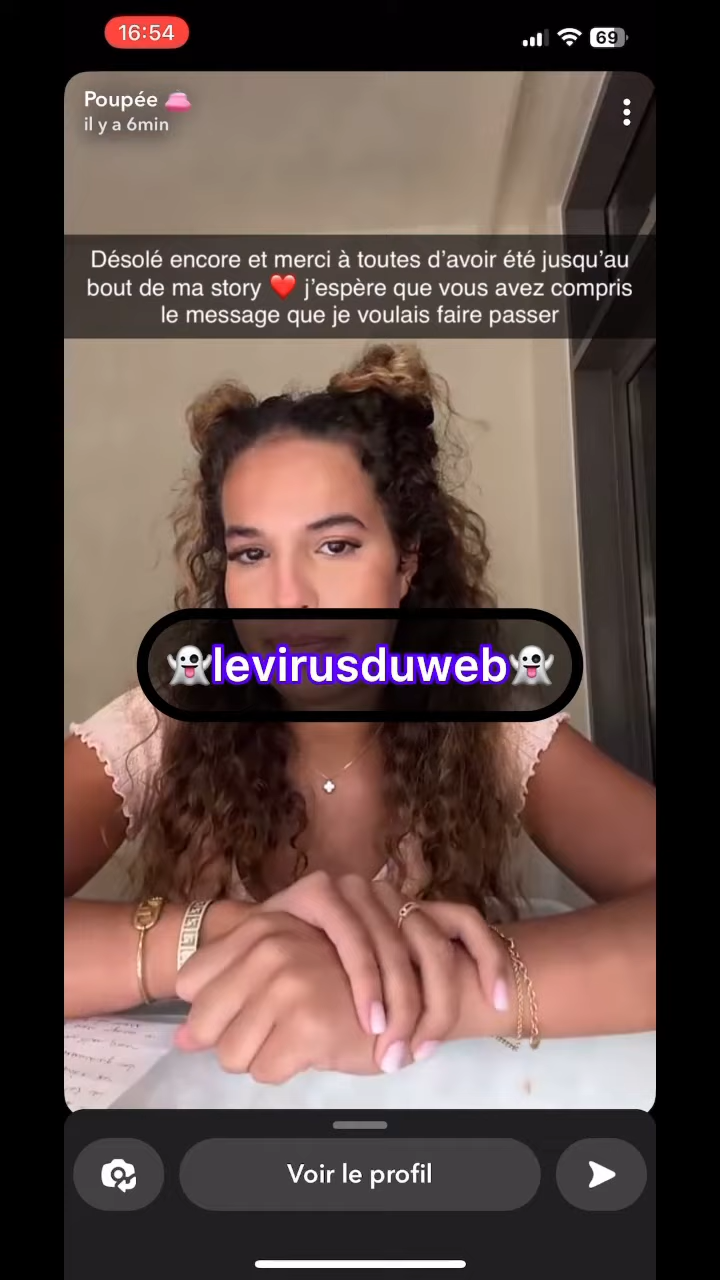 16:54
69
Poupée 👛
il y a 6min
Désolé encore et merci à toutes d’avoir été jusqu’au
bout de ma story ❤️ j’espère que vous avez compris
le message que je voulais faire passer
👻levirusduweb👻
Voir le profil